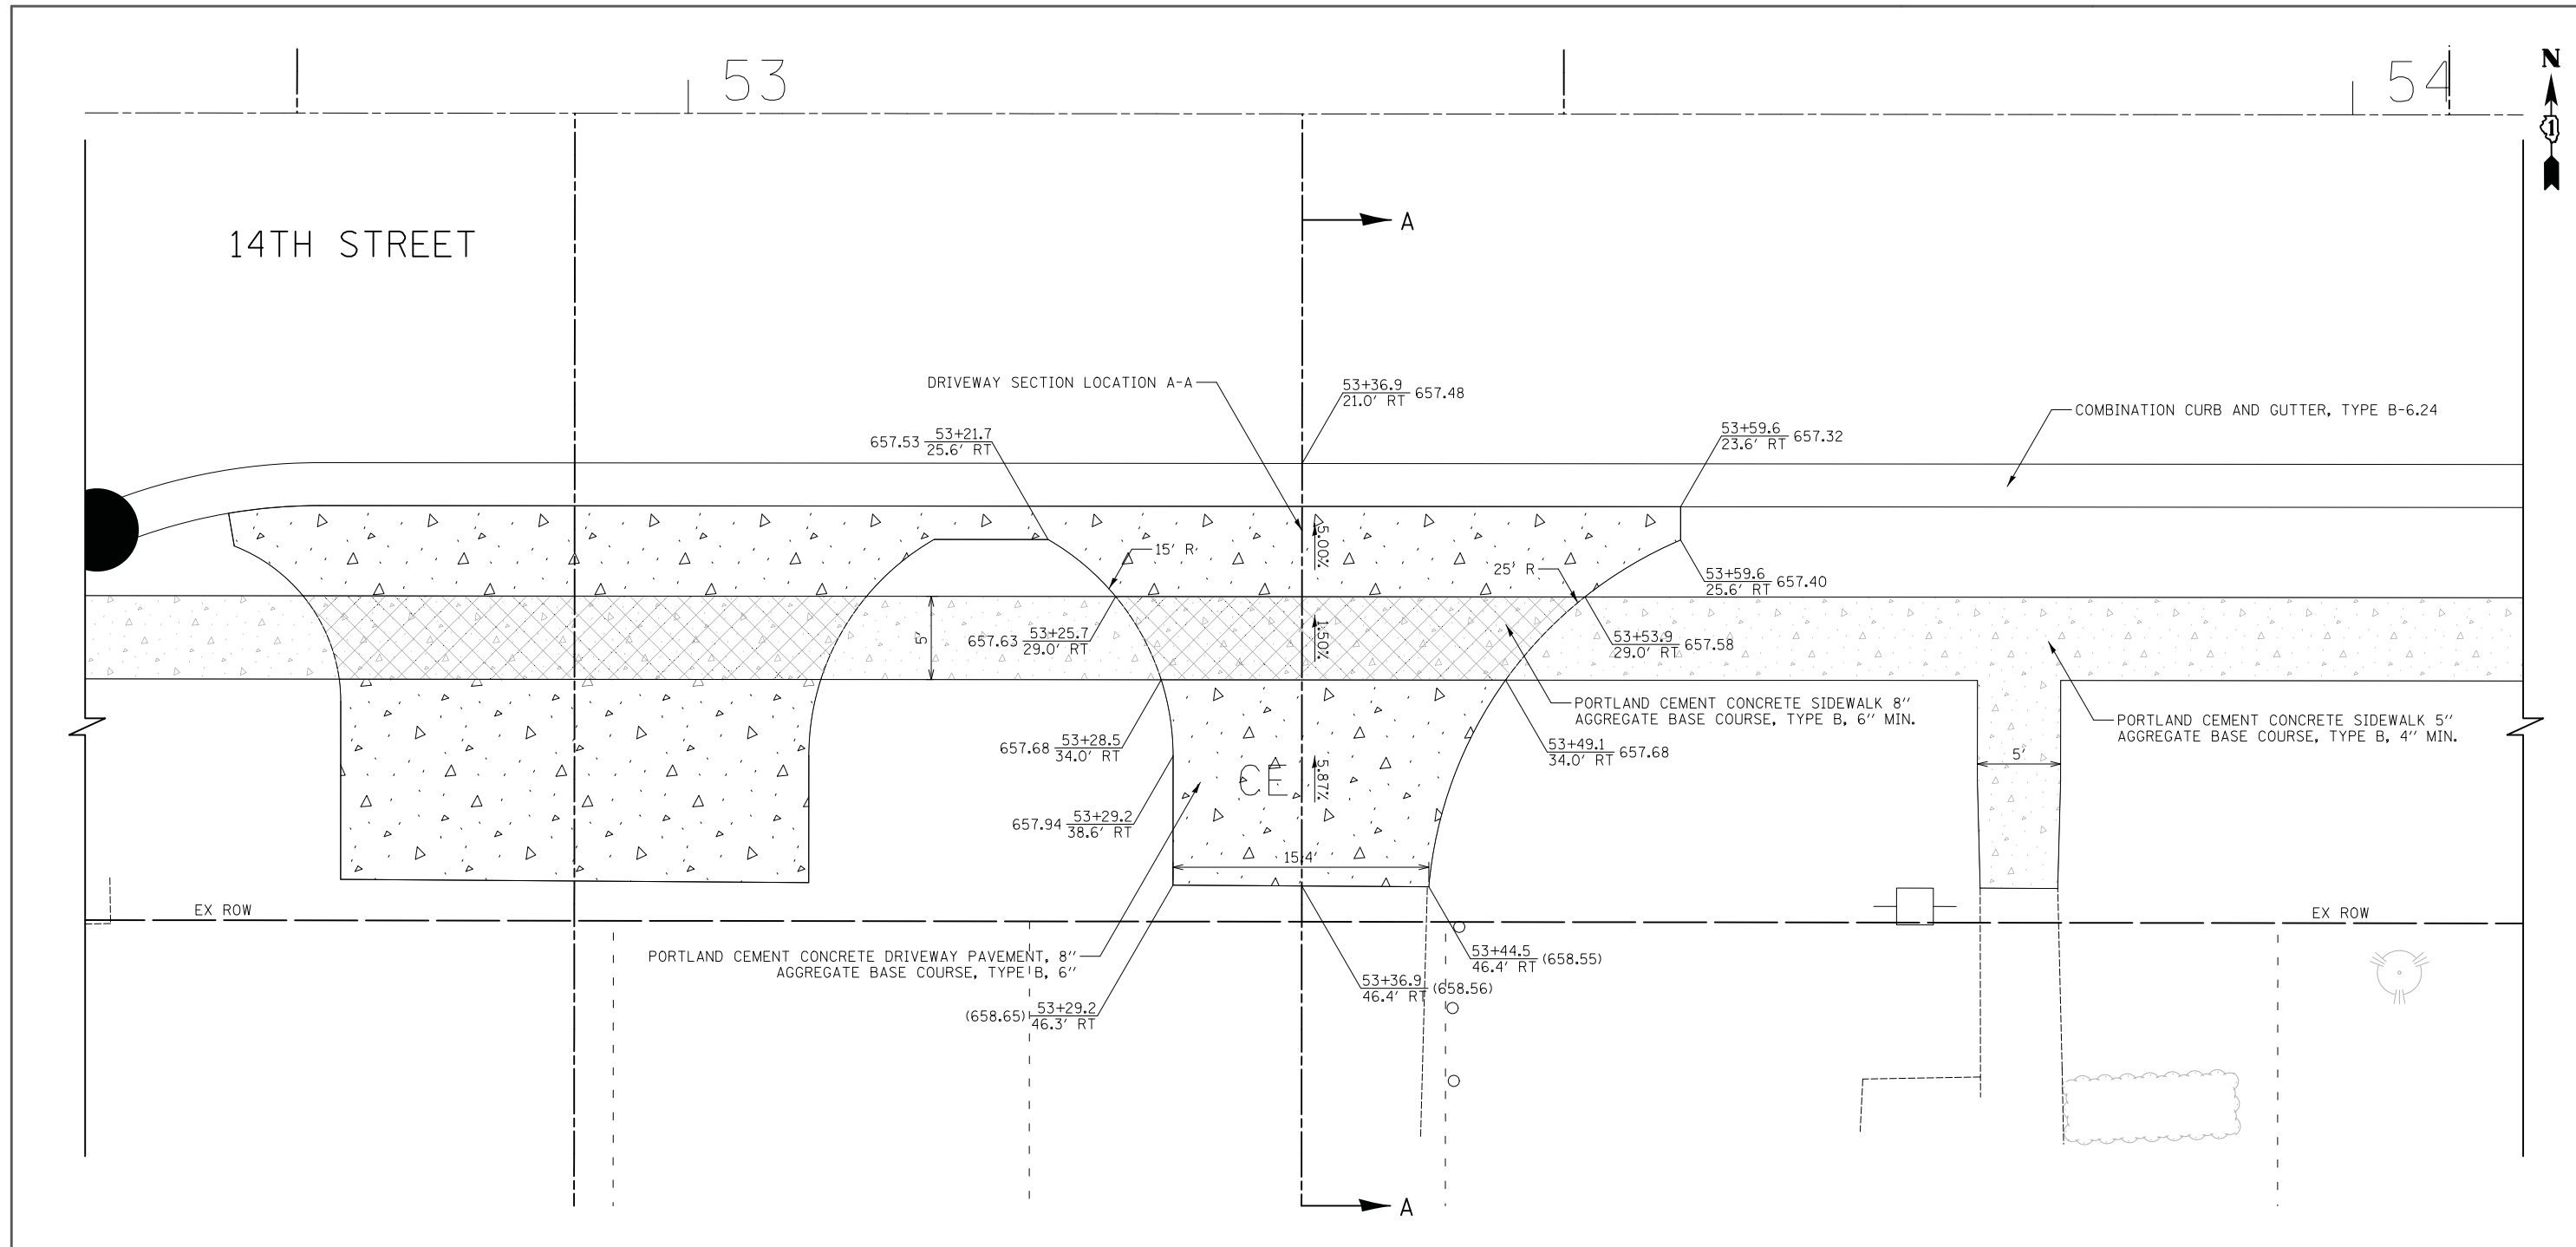 53
54
N
1
14TH STREET
A
DRIVEWAY SECTION LOCATION A-A
53+36.9
21.0' RT
657.48
COMBINATION CURB AND GUTTER, TYPE B-6.24
657.53
53+21.7
25.6' RT
53+59.6
23.6' RT
657.32
5.00%
15' R
25' R
53+59.6
25.6' RT
657.40
5'
657.63
53+25.7
29.0' RT
1.50%
53+53.9
29.0' RT
657.58
PORTLAND CEMENT CONCRETE SIDEWALK 8"
AGGREGATE BASE COURSE, TYPE B, 6" MIN.
PORTLAND CEMENT CONCRETE SIDEWALK 5"
AGGREGATE BASE COURSE, TYPE B, 4" MIN.
657.68
53+28.5
34.0' RT
53+49.1
34.0' RT
657.68
CE
5.87%
5'
657.94
53+29.2
38.6' RT
15.4'
EX ROW
EX ROW
PORTLAND CEMENT CONCRETE DRIVEWAY PAVEMENT, 8"
AGGREGATE BASE COURSE, TYPE B, 6"
53+44.5
46.4' RT
(658.55)
53+36.9
46.4' RT
(658.56)
(658.65)
53+29.2
46.3' RT
A